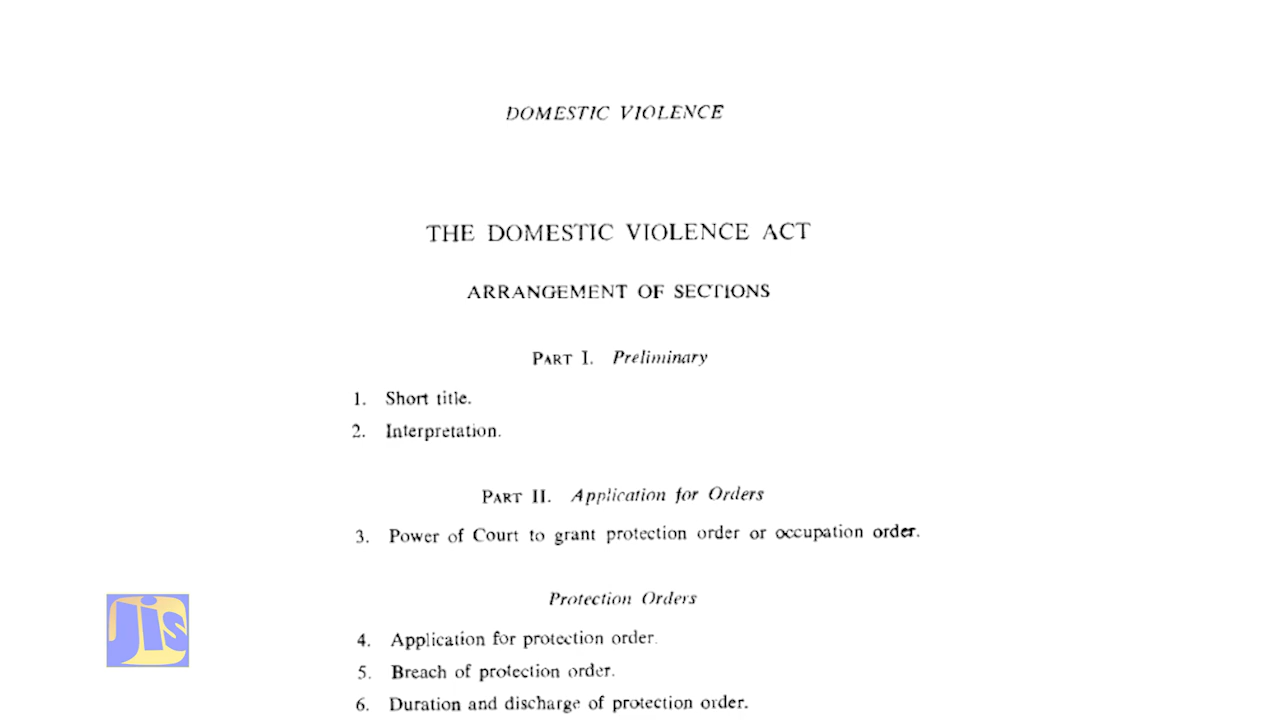 DOMESTIC VIOLENCE
THE DOMESTIC VIOLENCE ACT
ARRANGEMENT OF SECTIONS
PART I. Preliminary
1. Short title.
2. Interpretation.
PART II. Application for Orders
3. Power of Court to grant protection order or occupation order.
Protection Orders
4. Application for protection order.
5. Breach of protection order.
6. Duration and discharge of protection order.
Jis